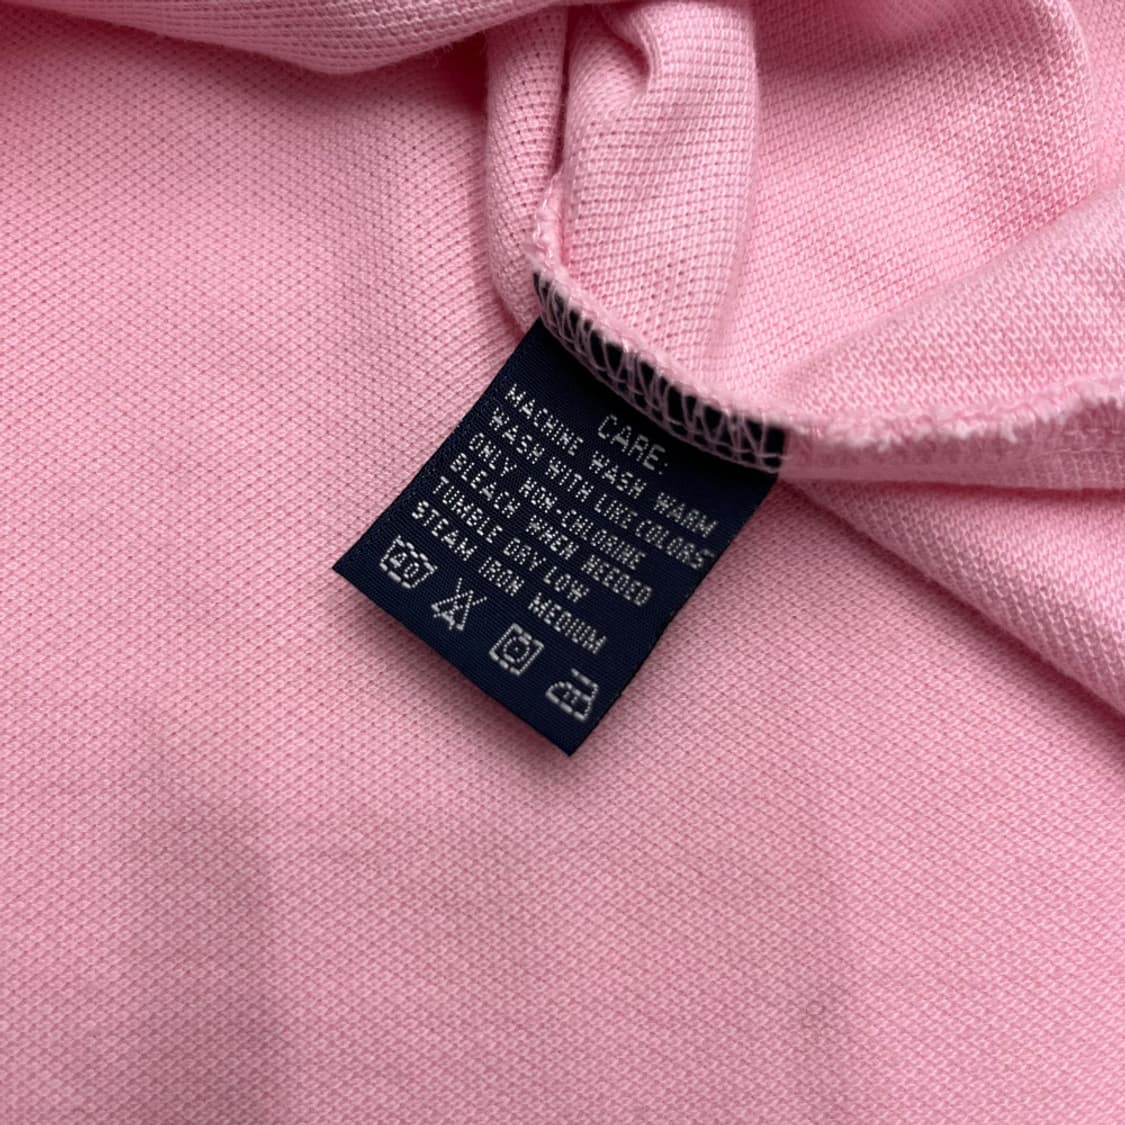 CARE:
MACHINE WASH WARM
WASH WITH LIKE COLORS
ONLY NON-CHLORINE
BLEACH WHEN NEEDED
TUMBLE DRY LOW
STEAM IRON MEDIUM
40